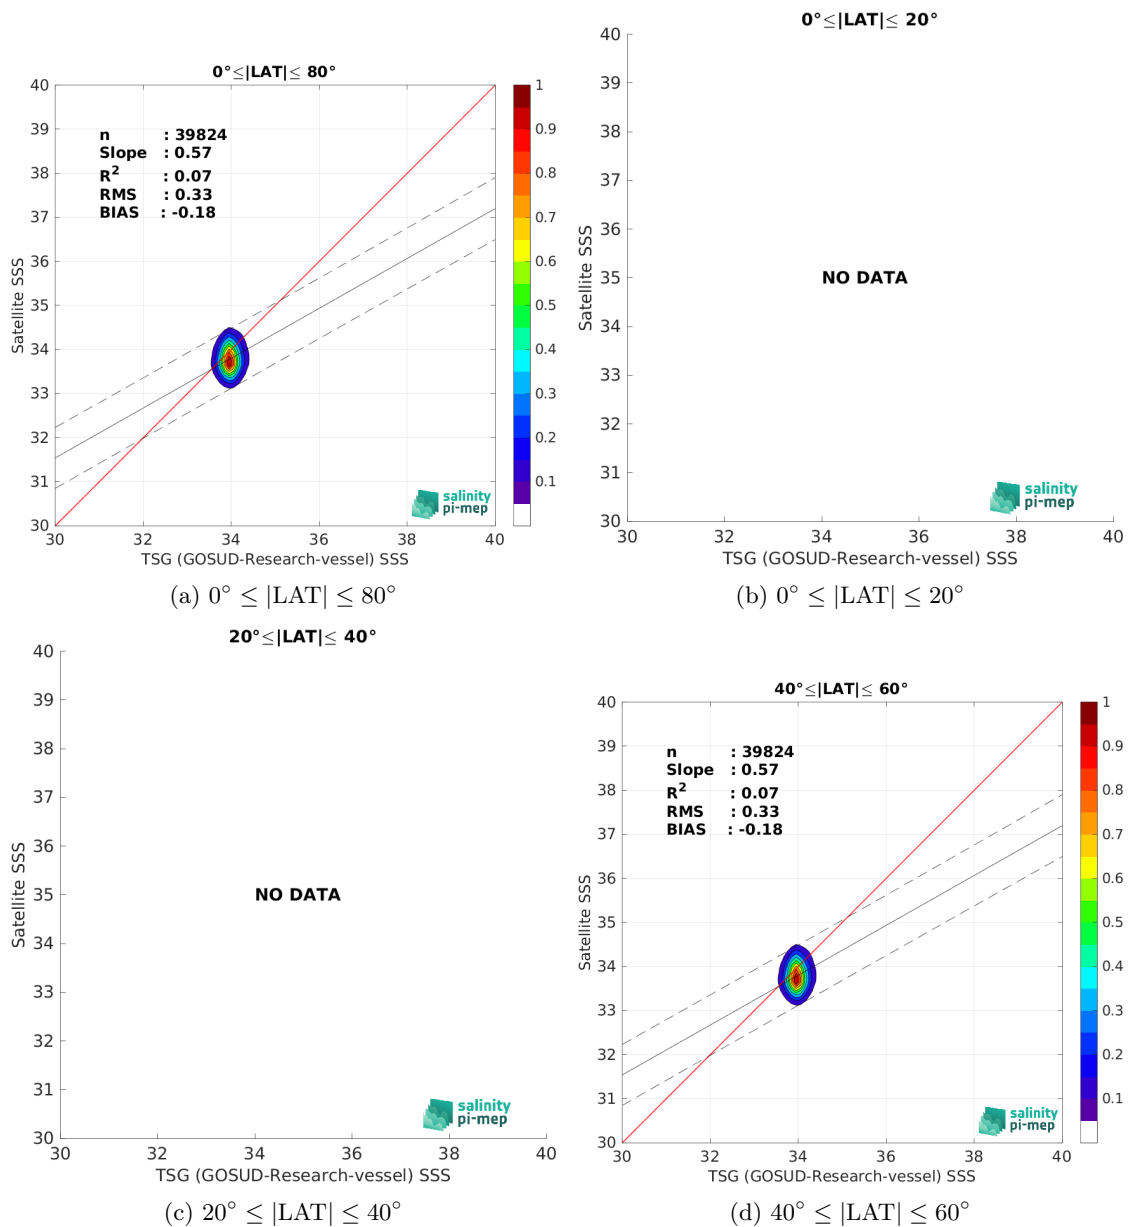 0°≤|LAT|≤ 80°
40
39
38
37
36
35
34
33
32
31
30
n : 39824
Slope : 0.57
R² : 0.07
RMS : 0.33
BIAS : -0.18
Satellite SSS
30 32 34 36 38 40
TSG (GOSUD-Research-vessel) SSS
salinity
pi-mep
1
0.9
0.8
0.7
0.6
0.5
0.4
0.3
0.2
0.1
(a) 0° ≤ |LAT| ≤ 80°
0°≤|LAT|≤ 20°
40
39
38
37
36
35
34
33
32
31
30
Satellite SSS
NO DATA
salinity
pi-mep
30 32 34 36 38 40
TSG (GOSUD-Research-vessel) SSS
(b) 0° ≤ |LAT| ≤ 20°
20°≤|LAT|≤ 40°
40
39
38
37
36
35
34
33
32
31
30
Satellite SSS
NO DATA
salinity
pi-mep
30 32 34 36 38 40
TSG (GOSUD-Research-vessel) SSS
(c) 20° ≤ |LAT| ≤ 40°
40°≤|LAT|≤ 60°
40
39
38
37
36
35
34
33
32
31
30
n : 39824
Slope : 0.57
R² : 0.07
RMS : 0.33
BIAS : -0.18
Satellite SSS
salinity
pi-mep
30 32 34 36 38 40
TSG (GOSUD-Research-vessel) SSS
1
0.9
0.8
0.7
0.6
0.5
0.4
0.3
0.2
0.1
(d) 40° ≤ |LAT| ≤ 60°